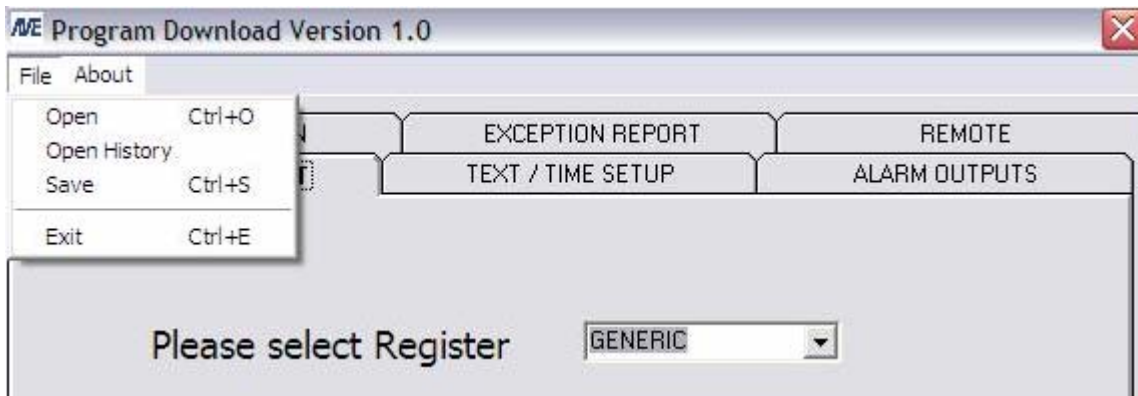 AVE Program Download Version 1.0
File About
Open Ctrl+O
Open History
Save Ctrl+S
Exit Ctrl+E
EXCEPTION REPORT REMOTE
TEXT / TIME SETUP ALARM OUTPUTS
Please select Register GENERIC